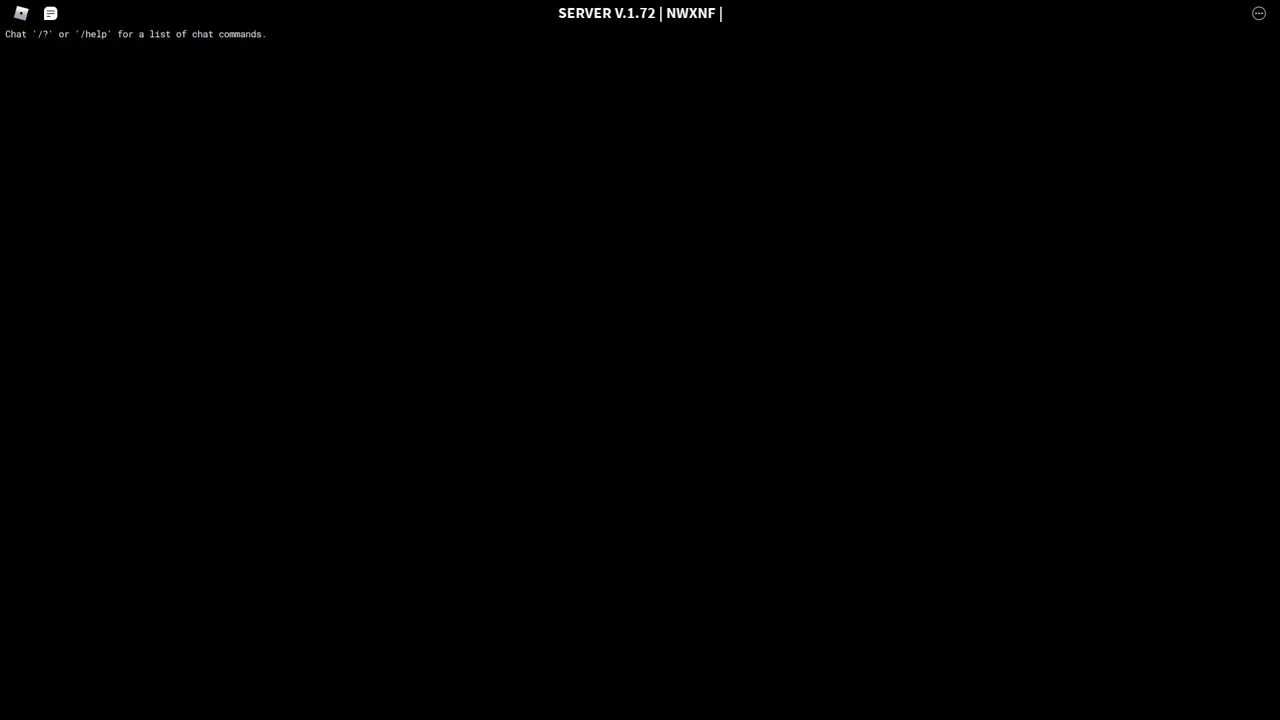 SERVER V.1.72 | NWXNF |
Chat '/?' or '/help' for a list of chat commands.